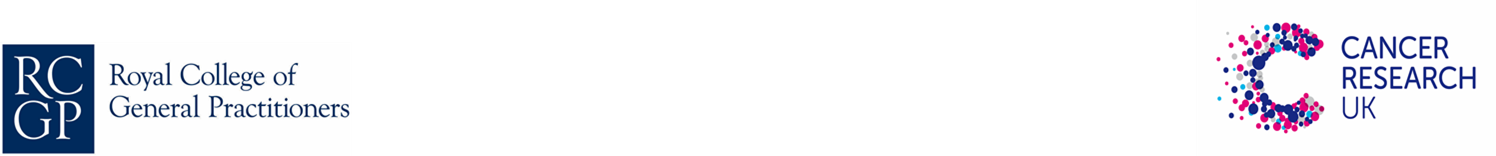 RC
GP
Royal College of
General Practitioners
CANCER
RESEARCH
UK